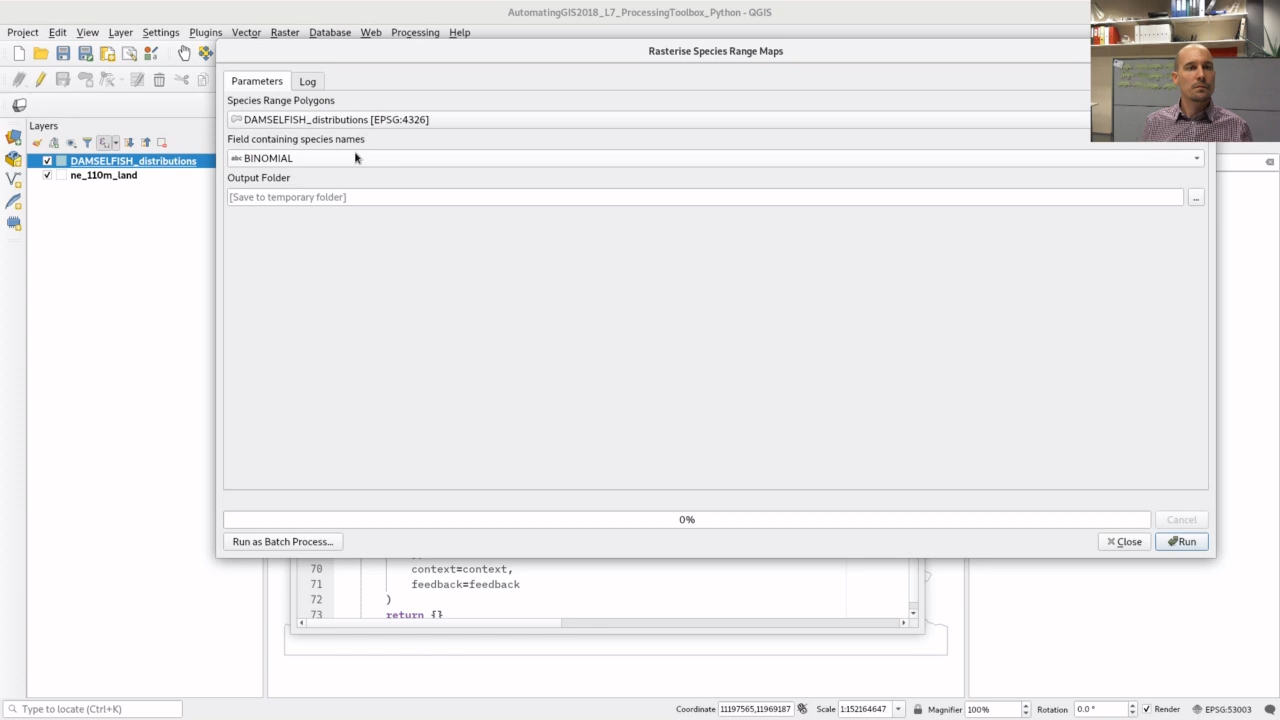 AutomatingGIS2018_L7_ProcessingToolbox_Python - QGIS
Project Edit View Layer Settings Plugins Vector Raster Database Web Processing Help
Rasterise Species Range Maps
Parameters Log
Species Range Polygons
DAMSELFISH_distributions [EPSG:4326]
Field containing species names
abc BINOMIAL
Output Folder
[Save to temporary folder]
...
Layers
DAMSELFISH_distributions
ne_110m_land
0%
Cancel
Run as Batch Process...
Close
Run
70 context=context,
71 feedback=feedback
72 )
73 return {}
Type to locate (Ctrl+K)
Coordinate 11197565,11969187 Scale 1:152164647 Magnifier 100% Rotation 0.0 ° Render EPSG:53003